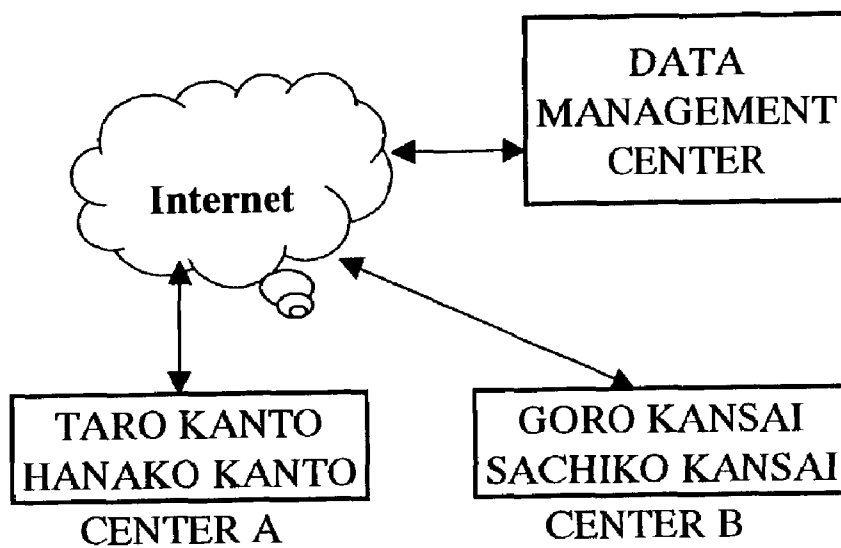 DATA
MANAGEMENT
CENTER
Internet
TARO KANTO
HANAKO KANTO
CENTER A
GORO KANSAI
SACHIKO KANSAI
CENTER B